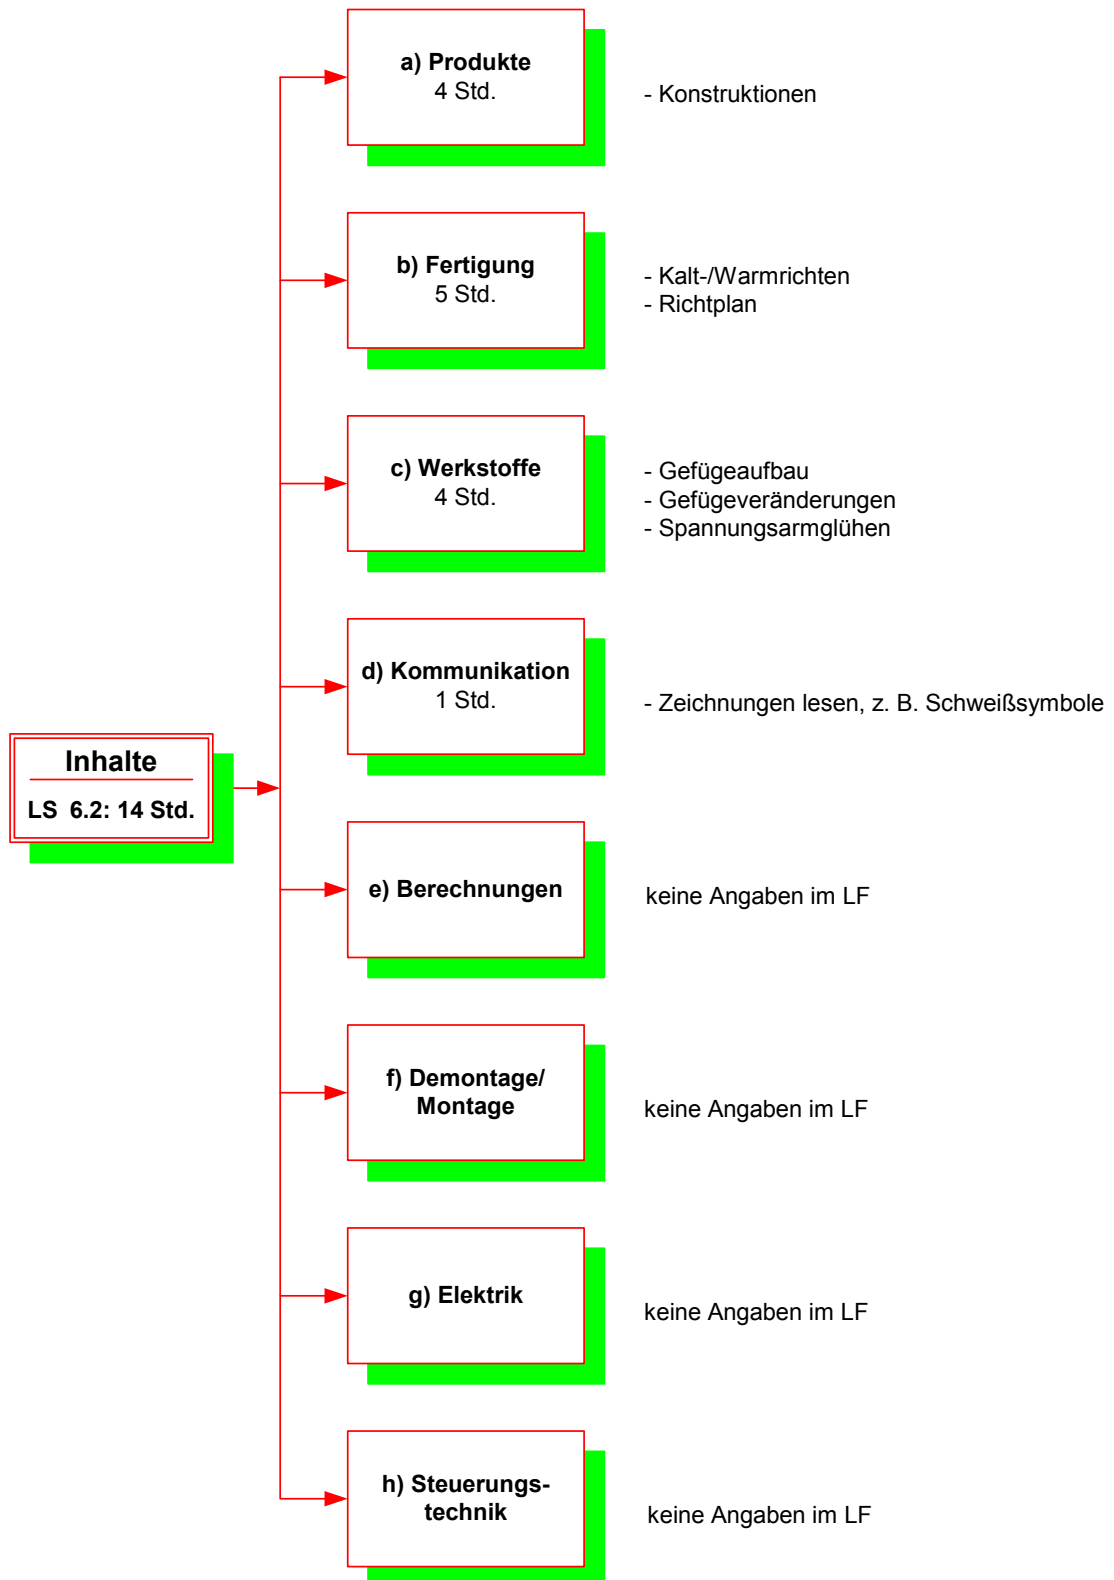 a) Produkte
4 Std.
- Konstruktionen
b) Fertigung
5 Std.
- Kalt-/Warmrichten
- Richtplan
c) Werkstoffe
4 Std.
- Gefügeaufbau
- Gefügeveränderungen
- Spannungsarmglühen
d) Kommunikation
1 Std.
- Zeichnungen lesen, z. B. Schweißsymbole
Inhalte
LS 6.2: 14 Std.
e) Berechnungen
keine Angaben im LF
f) Demontage/
Montage
keine Angaben im LF
g) Elektrik
keine Angaben im LF
h) Steuerungs-
technik
keine Angaben im LF